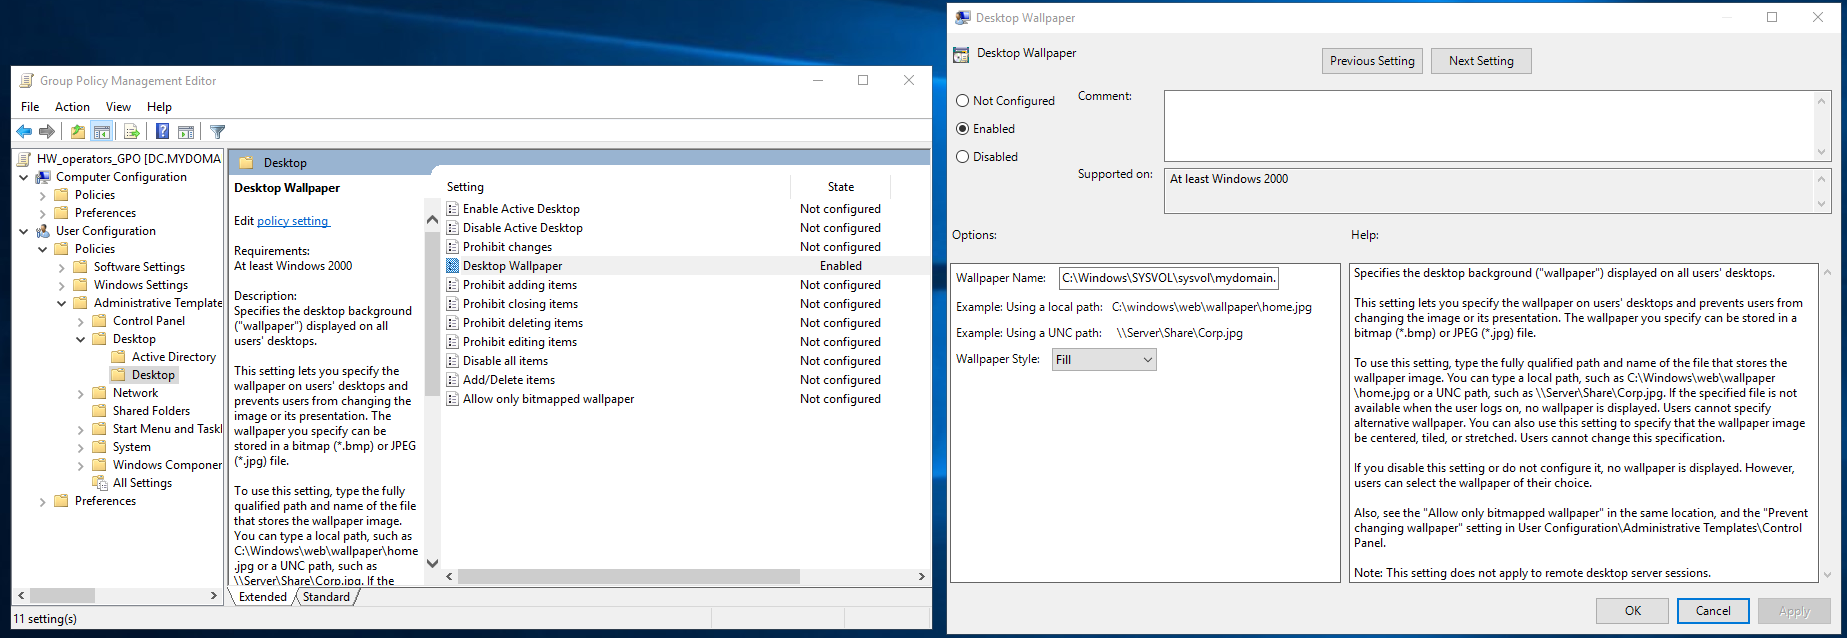 Group Policy Management Editor
File Action View Help
HW_operators_GPO [DC.MYDOMA
Computer Configuration
Policies
Preferences
User Configuration
Policies
Software Settings
Windows Settings
Administrative Template
Control Panel
Desktop
Active Directory
Desktop
Network
Shared Folders
Start Menu and Taskl
System
Windows Componer
All Settings
Preferences
Desktop
Desktop Wallpaper
Edit policy setting
Requirements:
At least Windows 2000
Description:
Specifies the desktop background
("wallpaper") displayed on all
users' desktops.
This setting lets you specify the
wallpaper on users' desktops and
prevents users from changing the
image or its presentation. The
wallpaper you specify can be
stored in a bitmap (*.bmp) or JPEG
(*.jpg) file.
To use this setting, type the fully
qualified path and name of the file
that stores the wallpaper image.
You can type a local path, such as
C:\Windows\web\wallpaper\home
.jpg or a UNC path, such as
\\Server\Share\Corp.jpg. If the
Setting State
Enable Active Desktop Not configured
Disable Active Desktop Not configured
Prohibit changes Not configured
Desktop Wallpaper Enabled
Prohibit adding items Not configured
Prohibit closing items Not configured
Prohibit deleting items Not configured
Prohibit editing items Not configured
Disable all items Not configured
Add/Delete items Not configured
Allow only bitmapped wallpaper Not configured
Extended Standard
11 setting(s)
Desktop Wallpaper
Desktop Wallpaper
Previous Setting Next Setting
Not Configured
Enabled
Disabled
Comment:
Supported on: At least Windows 2000
Options:
Help:
Wallpaper Name: C:\Windows\SYSVOL\sysvol\mydomain.
Example: Using a local path: C:\windows\web\wallpaper\home.jpg
Example: Using a UNC path: \\Server\Share\Corp.jpg
Wallpaper Style: Fill
Specifies the desktop background ("wallpaper") displayed on all users' desktops.
This setting lets you specify the wallpaper on users' desktops and prevents users from
changing the image or its presentation. The wallpaper you specify can be stored in a
bitmap (*.bmp) or JPEG (*.jpg) file.
To use this setting, type the fully qualified path and name of the file that stores the
wallpaper image. You can type a local path, such as C:\Windows\web\wallpaper
\home.jpg or a UNC path, such as \\Server\Share\Corp.jpg. If the specified file is not
available when the user logs on, no wallpaper is displayed. Users cannot specify
alternative wallpaper. You can also use this setting to specify that the wallpaper image
be centered, tiled, or stretched. Users cannot change this specification.
If you disable this setting or do not configure it, no wallpaper is displayed. However,
users can select the wallpaper of their choice.
Also, see the "Allow only bitmapped wallpaper" in the same location, and the "Prevent
changing wallpaper" setting in User Configuration\Administrative Templates\Control
Panel.
Note: This setting does not apply to remote desktop server sessions.
OK Cancel Apply